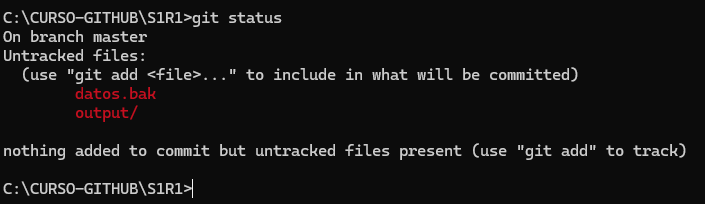 C:\CURSO-GITHUB\S1R1>git status
On branch master
Untracked files:
  (use "git add <file>..." to include in what will be committed)
        datos.bak
        output/

nothing added to commit but untracked files present (use "git add" to track)

C:\CURSO-GITHUB\S1R1>